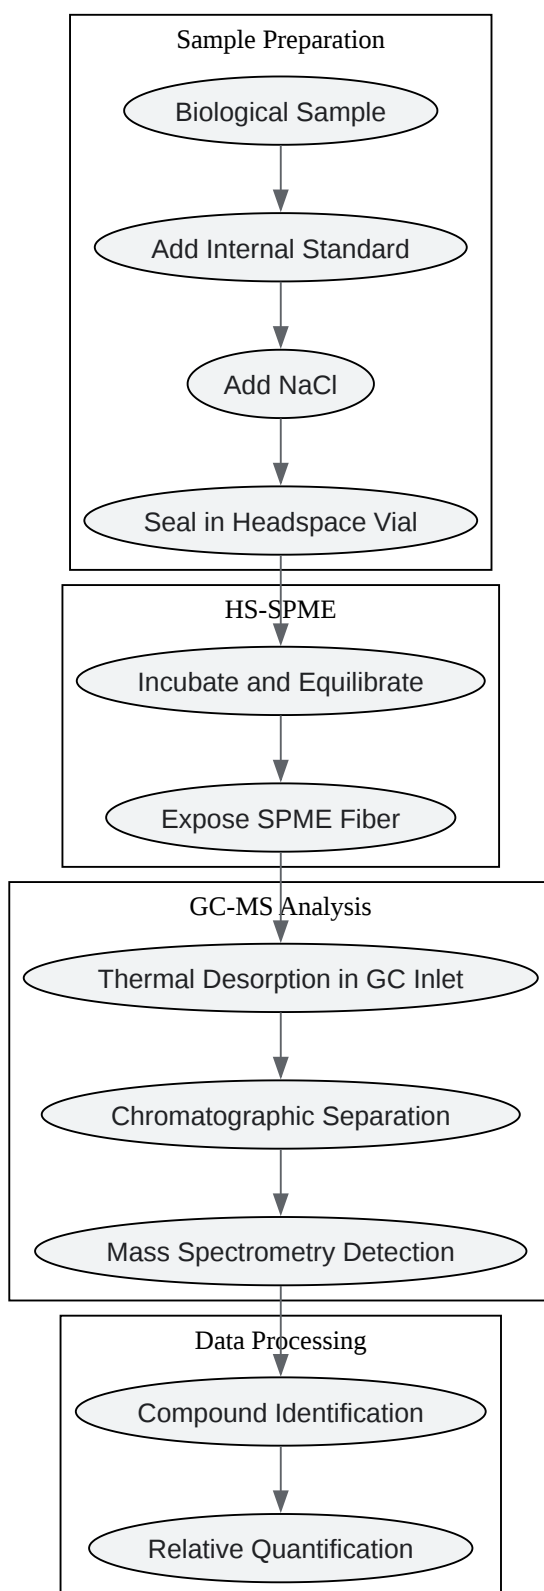 Sample Preparation
Biological Sample
Add Internal Standard
Add NaCl
Seal in Headspace Vial
HS-SPME
Incubate and Equilibrate
Expose SPME Fiber
GC-MS Analysis
Thermal Desorption in GC Inlet
Chromatographic Separation
Mass Spectrometry Detection
Data Processing
Compound Identification
Relative Quantification